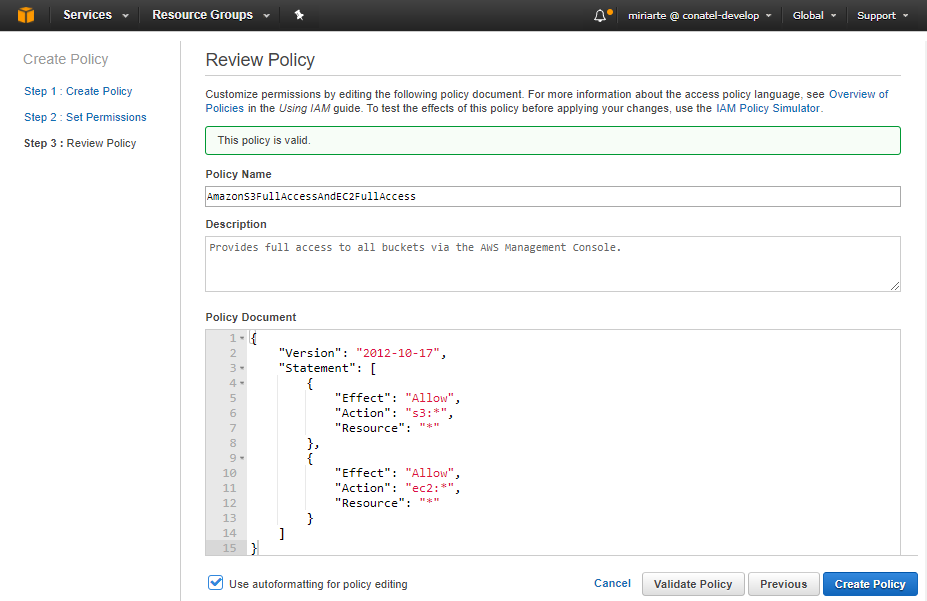 Services Resource Groups miriarte @ conatel-develop Global Support
Create Policy
Step 1 : Create Policy
Step 2 : Set Permissions
Step 3 : Review Policy
Review Policy
Customize permissions by editing the following policy document. For more information about the access policy language, see Overview of
Policies in the Using IAM guide. To test the effects of this policy before applying your changes, use the IAM Policy Simulator.
This policy is valid.
Policy Name
AmazonS3FullAccessAndEC2FullAccess
Description
Provides full access to all buckets via the AWS Management Console.
Policy Document
1 {
2 "Version": "2012-10-17",
3 "Statement": [
4 {
5 "Effect": "Allow",
6 "Action": "s3:*",
7 "Resource": "*"
8 },
9 {
10 "Effect": "Allow",
11 "Action": "ec2:*",
12 "Resource": "*"
13 }
14 ]
15 }
Use autoformatting for policy editing Cancel Validate Policy Previous Create Policy